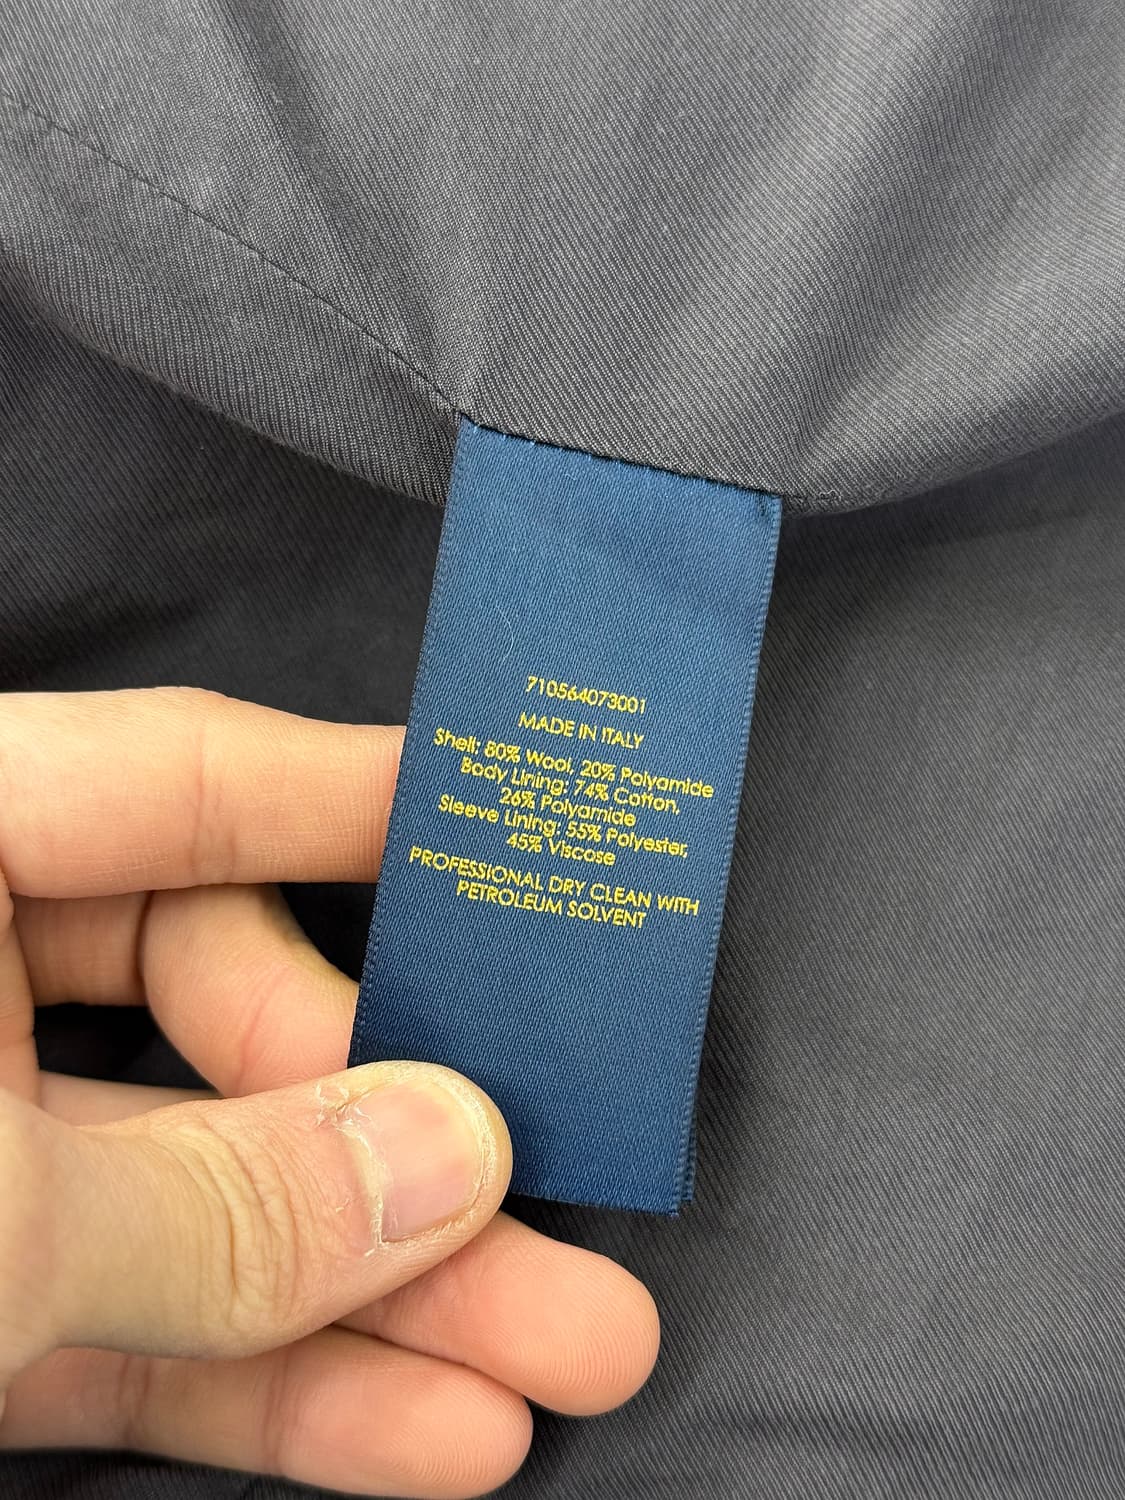 710564073001
MADE IN ITALY
Shell: 80% Wool, 20% Polyamide
Body Lining: 74% Cotton,
26% Polyamide
Sleeve Lining: 55% Polyester,
45% Viscose
PROFESSIONAL DRY CLEAN WITH
PETROLEUM SOLVENT